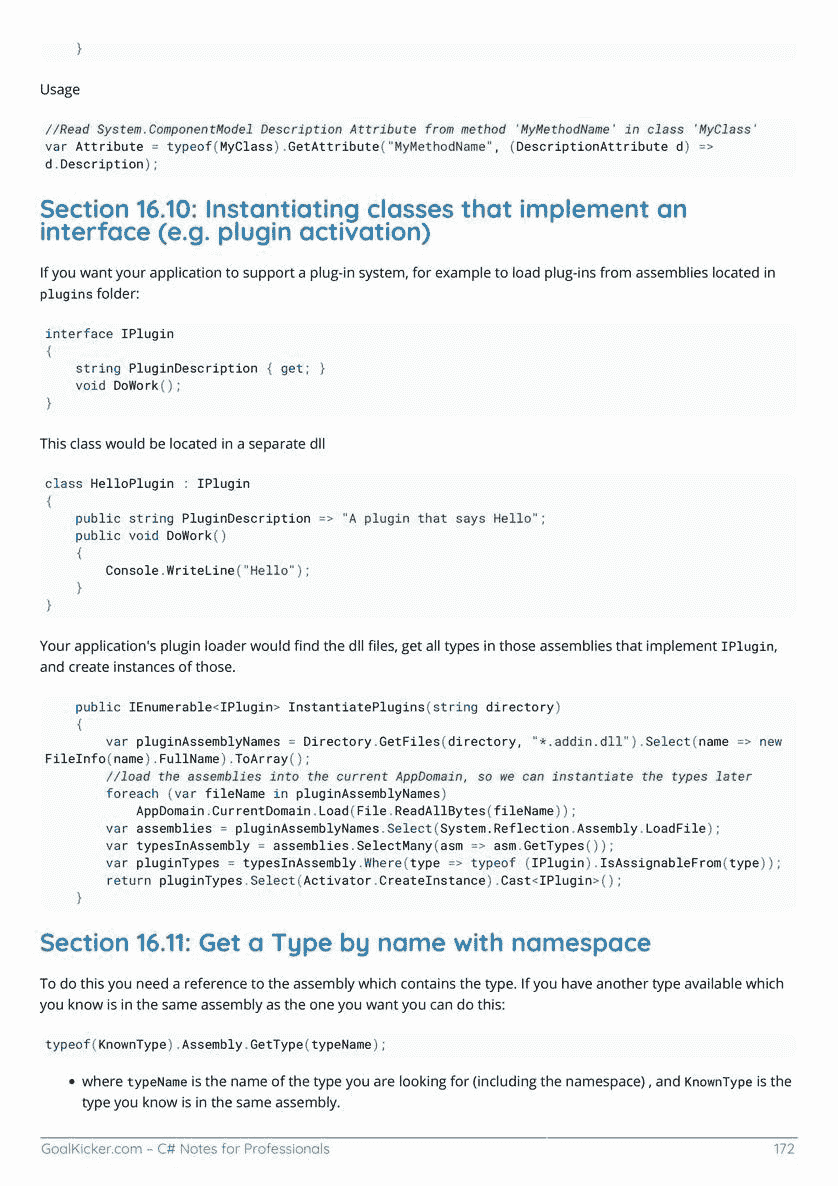 }
Usage
//Read System.ComponentModel Description Attribute from method 'MyMethodName' in class 'MyClass'
var Attribute = typeof(MyClass).GetAttribute("MyMethodName", (DescriptionAttribute d) =>
d.Description);
Section 16.10: Instantiating classes that implement an
interface (e.g. plugin activation)
If you want your application to support a plug-in system, for example to load plug-ins from assemblies located in
plugins folder:
interface IPlugin
{
    string PluginDescription { get; }
    void DoWork();
}
This class would be located in a separate dll
class HelloPlugin : IPlugin
{
    public string PluginDescription => "A plugin that says Hello";
    public void DoWork()
    {
        Console.WriteLine("Hello");
    }
}
Your application's plugin loader would find the dll files, get all types in those assemblies that implement IPlugin,
and create instances of those.
    public IEnumerable<IPlugin> InstantiatePlugins(string directory)
    {
        var pluginAssemblyNames = Directory.GetFiles(directory, "*.addin.dll").Select(name => new
FileInfo(name).FullName).ToArray();
        //load the assemblies into the current AppDomain, so we can instantiate the types later
        foreach (var fileName in pluginAssemblyNames)
            AppDomain.CurrentDomain.Load(File.ReadAllBytes(fileName));
        var assemblies = pluginAssemblyNames.Select(System.Reflection.Assembly.LoadFile);
        var typesInAssembly = assemblies.SelectMany(asm => asm.GetTypes());
        var pluginTypes = typesInAssembly.Where(type => typeof (IPlugin).IsAssignableFrom(type));
        return pluginTypes.Select(Activator.CreateInstance).Cast<IPlugin>();
    }
Section 16.11: Get a Type by name with namespace
To do this you need a reference to the assembly which contains the type. If you have another type available which
you know is in the same assembly as the one you want you can do this:
typeof(KnownType).Assembly.GetType(typeName);
• where typeName is the name of the type you are looking for (including the namespace) , and KnownType is the
type you know is in the same assembly.
GoalKicker.com – C# Notes for Professionals 172